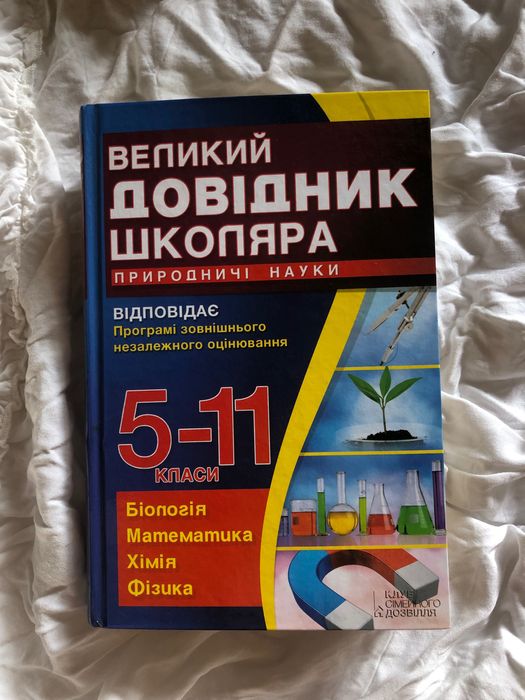 ВЕЛИКИЙ
ДОВІДНИК
ШКОЛЯРА
ПРИРОДНИЧІ НАУКИ
ВІДПОВІДАЄ
Програмі зовнішнього
незалежного оцінювання
5-11
КЛАСИ
Біологія
Математика
Хімія
Фізика
КЛУБ
СІМЕЙНОГО
ДОЗВІЛЛЯ